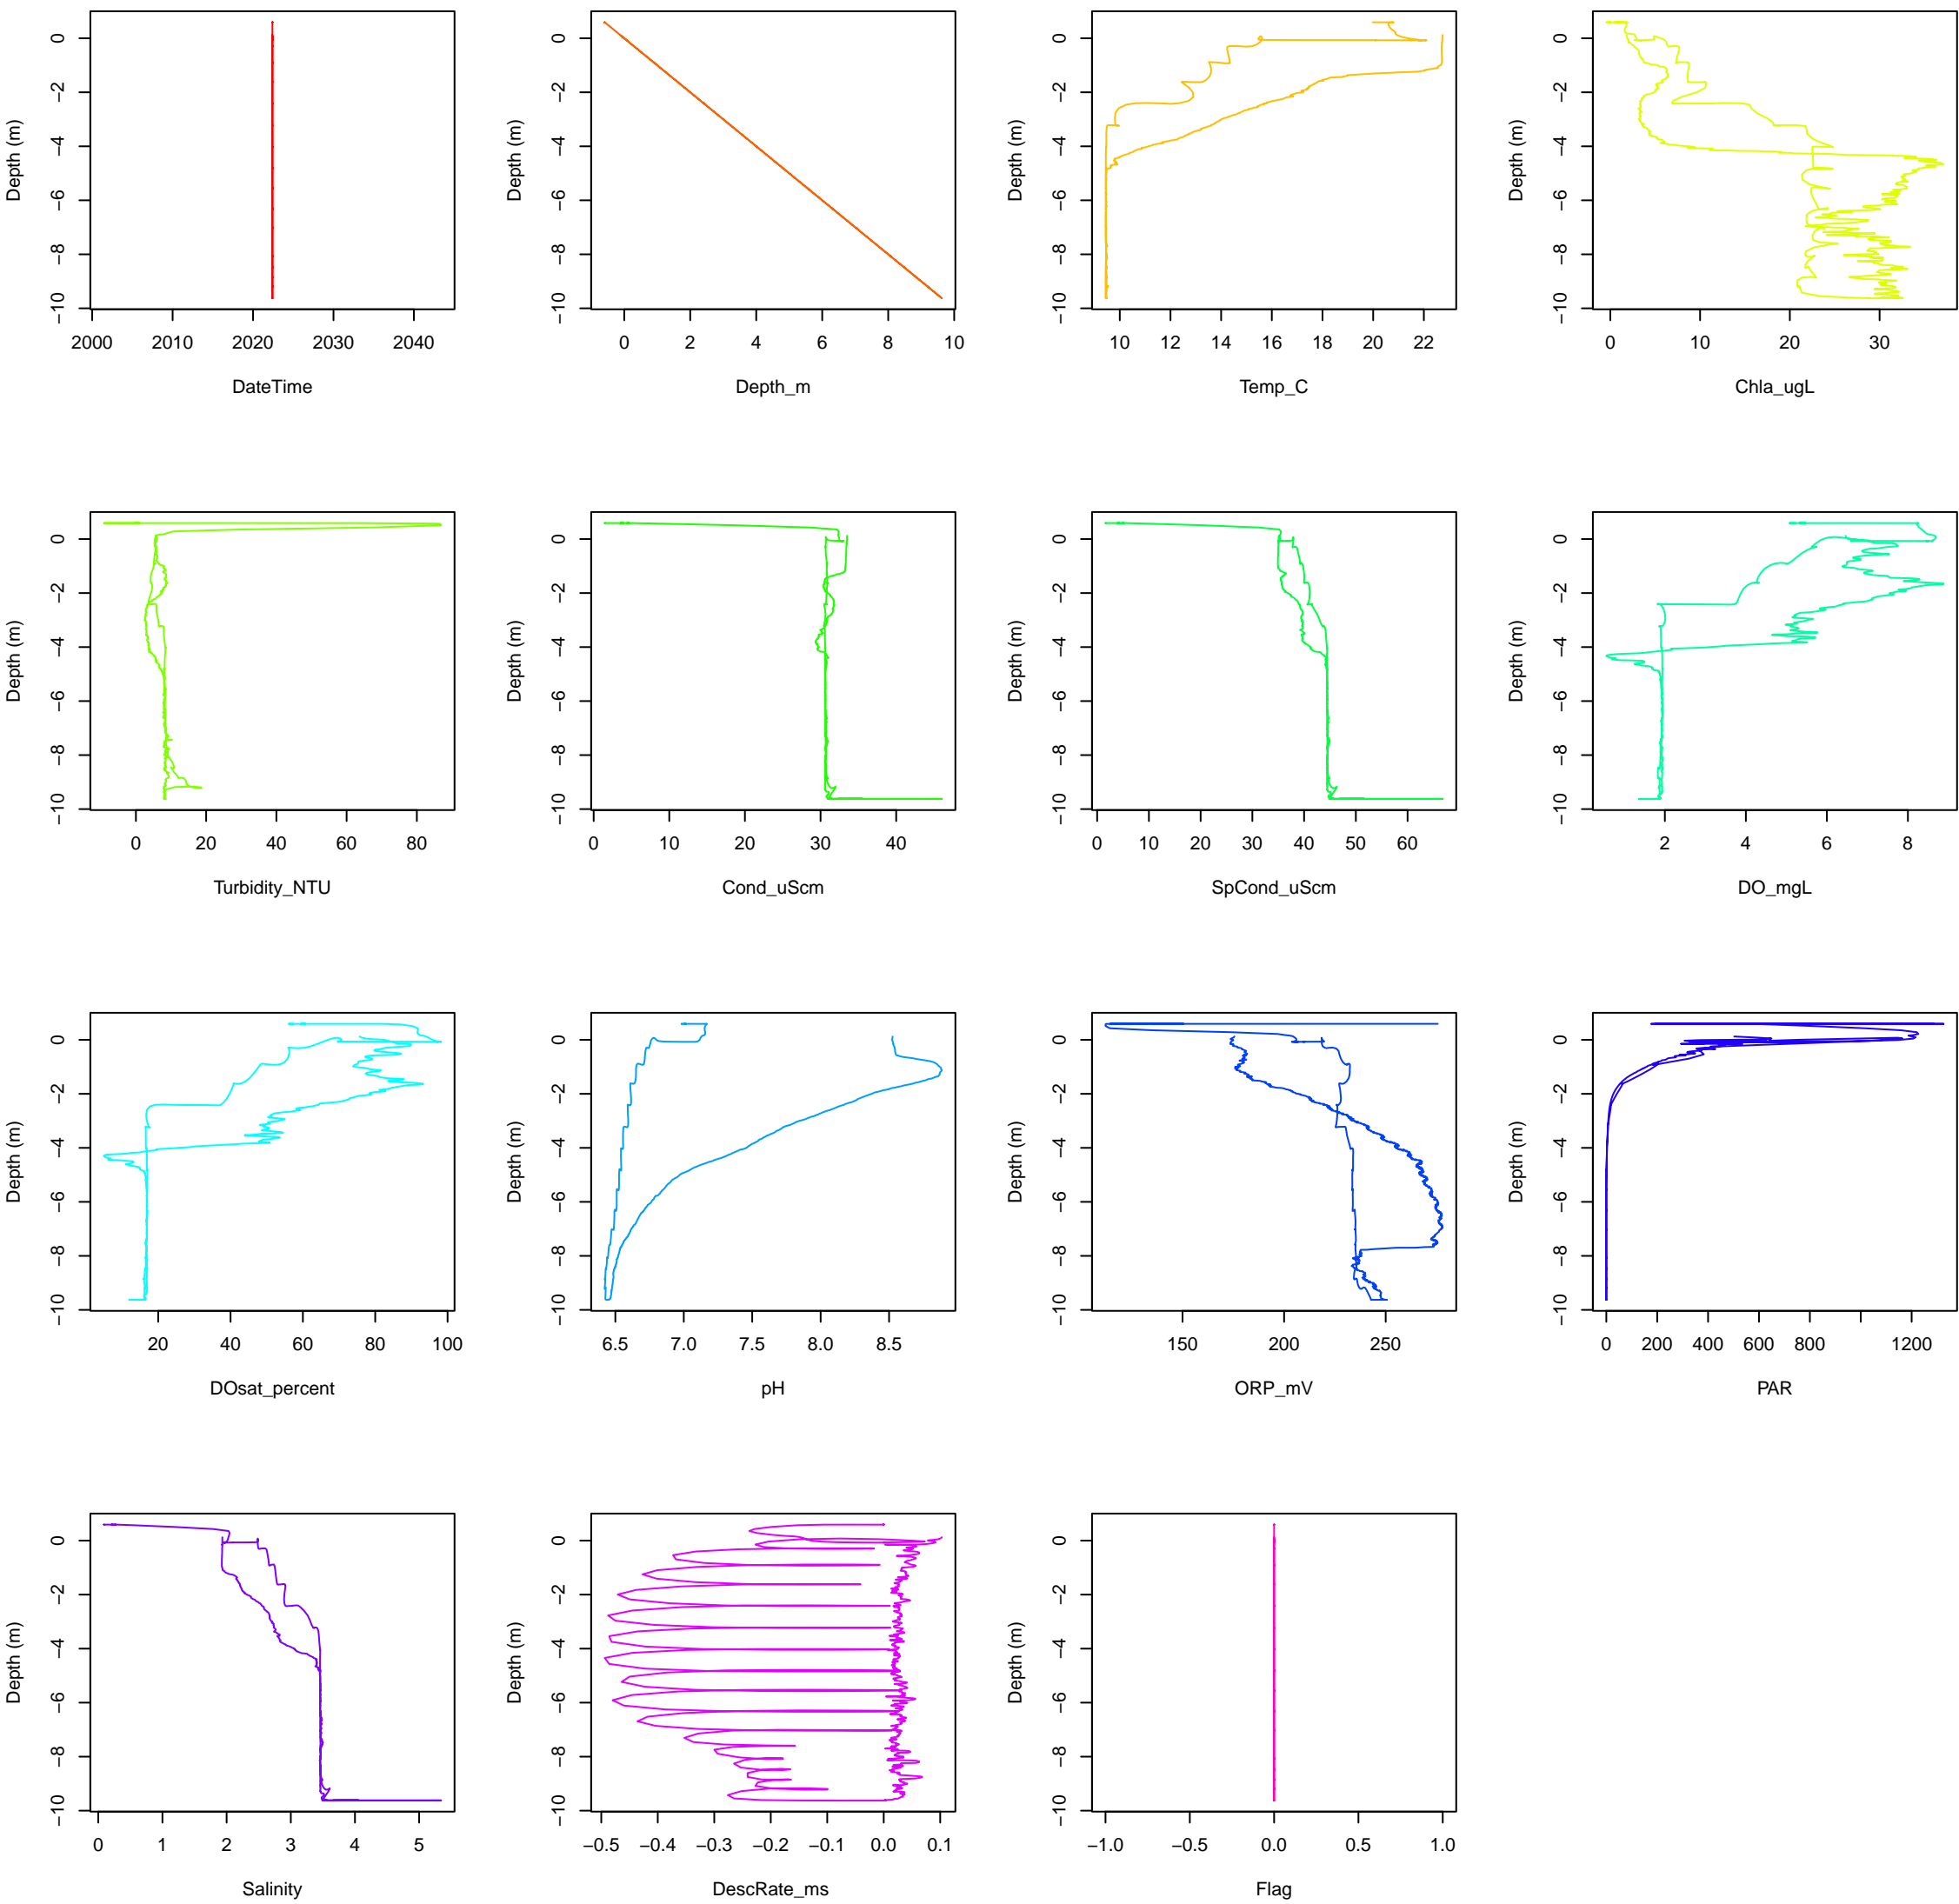 Depth (m)
0
−2
−4
−6
−8
−10
2000 2010 2020 2030 2040
DateTime
Depth (m)
0
−2
−4
−6
−8
−10
0 2 4 6 8 10
Depth_m
Depth (m)
0
−2
−4
−6
−8
−10
10 12 14 16 18 20 22
Temp_C
Depth (m)
0
−2
−4
−6
−8
−10
0 10 20 30
Chla_ugL
Depth (m)
0
−2
−4
−6
−8
−10
0 20 40 60 80
Turbidity_NTU
Depth (m)
0
−2
−4
−6
−8
−10
0 10 20 30 40
Cond_uScm
Depth (m)
0
−2
−4
−6
−8
−10
0 10 20 30 40 50 60
SpCond_uScm
Depth (m)
0
−2
−4
−6
−8
−10
2 4 6 8
DO_mgL
Depth (m)
0
−2
−4
−6
−8
−10
20 40 60 80 100
DOsat_percent
Depth (m)
0
−2
−4
−6
−8
−10
6.5 7.0 7.5 8.0 8.5
pH
Depth (m)
0
−2
−4
−6
−8
−10
150 200 250
ORP_mV
Depth (m)
0
−2
−4
−6
−8
−10
0 200 400 600 800 1200
PAR
Depth (m)
0
−2
−4
−6
−8
−10
0 1 2 3 4 5
Salinity
Depth (m)
0
−2
−4
−6
−8
−10
−0.5 −0.4 −0.3 −0.2 −0.1 0.0 0.1
DescRate_ms
Depth (m)
0
−2
−4
−6
−8
−10
−1.0 −0.5 0.0 0.5 1.0
Flag